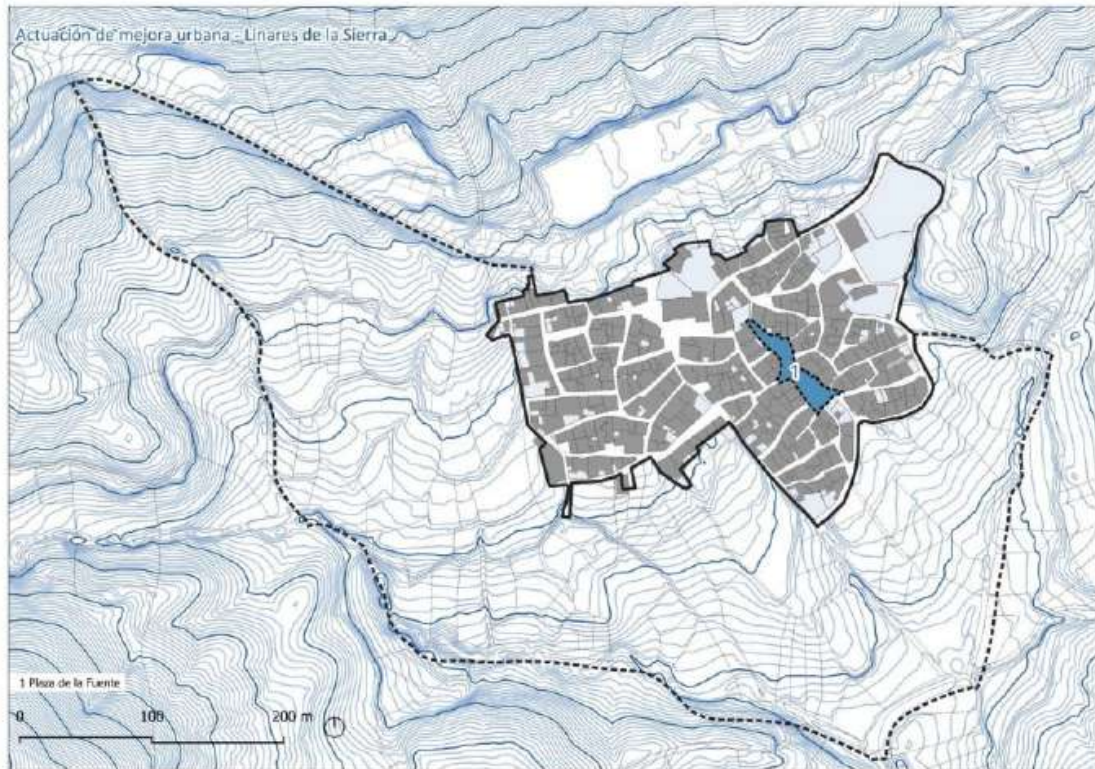 Actuación de mejora urbana - Linares de la Sierra
1
1 Plaza de la Fuente
0 100 200 m